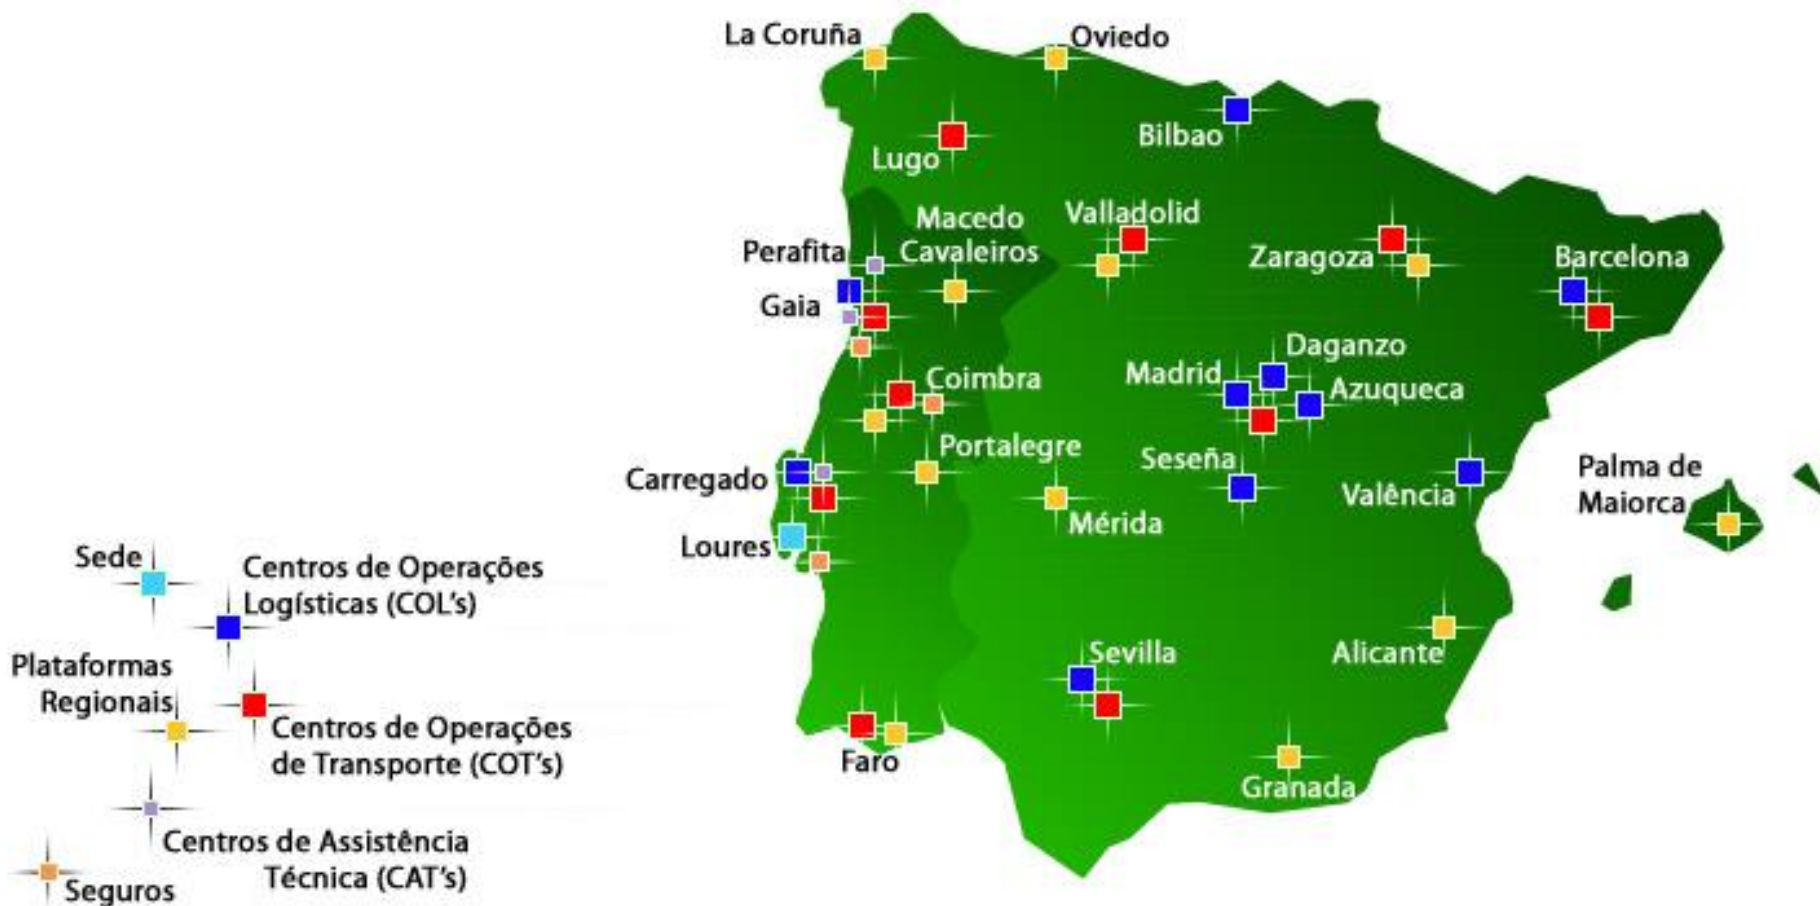 La Coruña
Oviedo
Bilbao
Lugo
Macedo
Cavaleiros
Valladolid
Perafita
Zaragoza
Barcelona
Gaia
Daganzo
Madrid
Azuqueca
Coimbra
Portalegre
Seseña
Carregado
Valência
Palma de
Maiorca
Mérida
Loures
Sevilla
Alicante
Faro
Granada
Sede
Centros de Operações
Logísticas (COL's)
Plataformas
Regionais
Centros de Operações
de Transporte (COT's)
Centros de Assistência
Técnica (CAT's)
Seguros